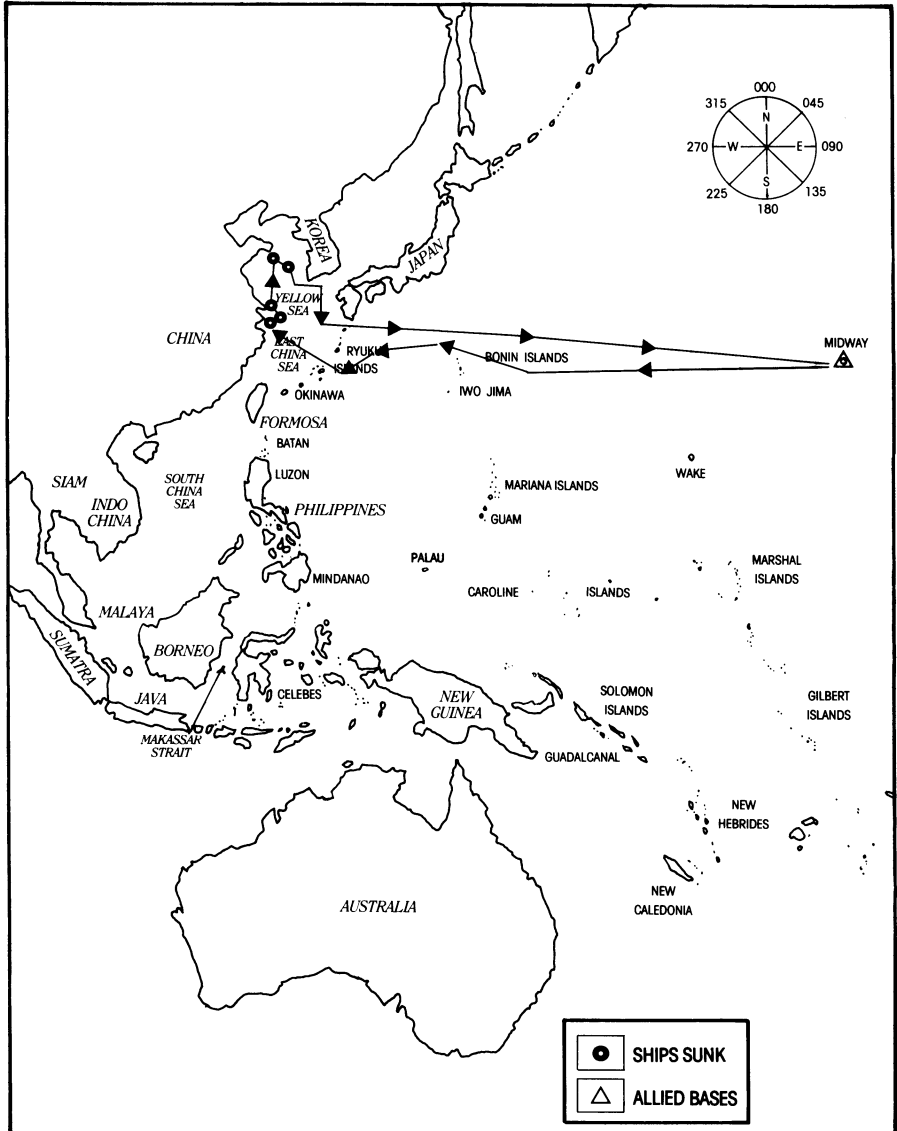 000
315
045
N
270
W
E
090
S
225
135
180
KOREA
JAPAN
YELLOW
SEA
CHINA
EAST
CHINA
SEA
RYUKU
ISLANDS
BONIN ISLANDS
MIDWAY
OKINAWA
IWO JIMA
FORMOSA
BATAN
LUZON
SIAM
SOUTH
CHINA
SEA
INDO
CHINA
PHILIPPINES
MARIANA ISLANDS
GUAM
WAKE
PALAU
MINDANAO
CAROLINE
ISLANDS
MARSHAL
ISLANDS
MALAYA
SUMATRA
BORNEO
JAVA
CELEBES
NEW
GUINEA
SOLOMON
ISLANDS
GILBERT
ISLANDS
MAKASSAR
STRAIT
GUADALCANAL
NEW
HEBRIDES
NEW
CALEDONIA
AUSTRALIA
SHIPS SUNK
ALLIED BASES